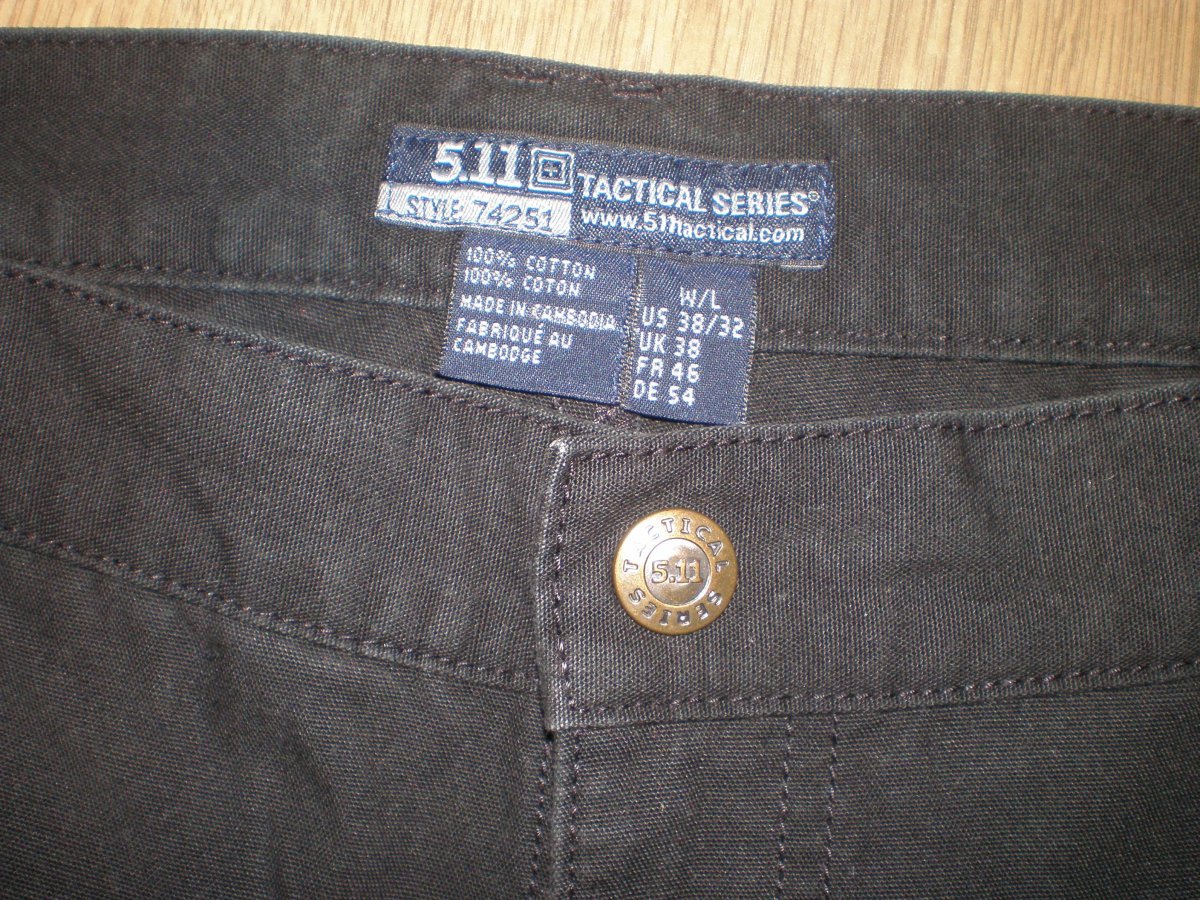 5.11 TACTICAL SERIES®
STYLE 74251 www.511tactical.com
100% COTTON
100% COTON
MADE IN CAMBODIA
FABRIQUÉ AU
CAMBODGE
W/L
US 38/32
UK 38
FR 46
DE 54
TACTICAL
5.11
SERIES